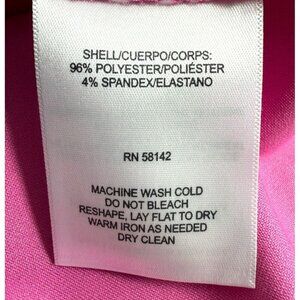 SHELL/CUERPO/CORPS:
96% POLYESTER/POLIÉSTER
4% SPANDEX/ELASTANO
RN 58142
MACHINE WASH COLD
DO NOT BLEACH
RESHAPE, LAY FLAT TO DRY
WARM IRON AS NEEDED
DRY CLEAN